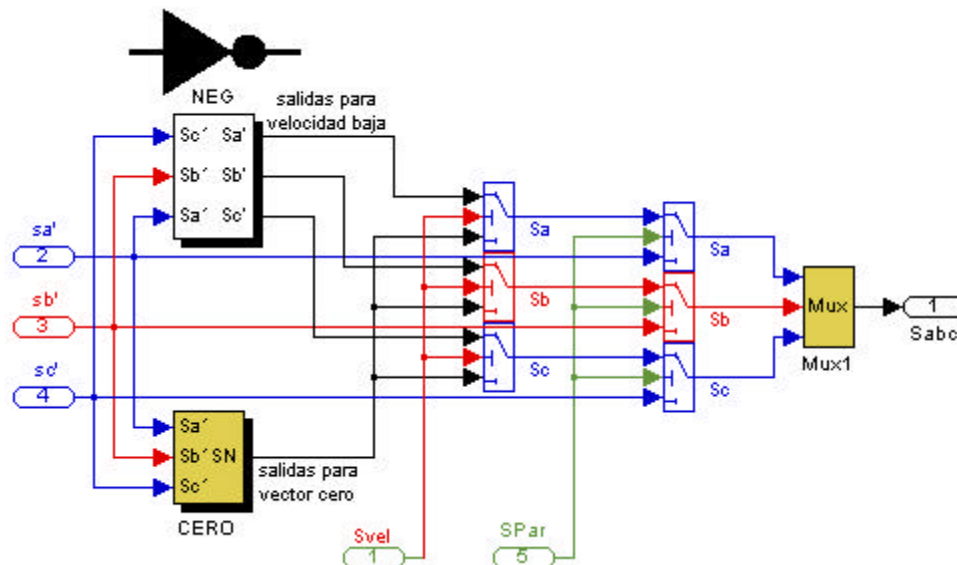 NEG
salidas para
velocidad baja
Sc´ Sa'
Sb´ Sb'
Sa´ Sc'
sa'
2
sb'
3
sc'
4
Sa
Sb
Sc
Sa
Sb
Sc
Mux
Mux1
1
Sabc
Sa´
Sb´ SN
Sc´
CERO
salidas para
vector cero
Svel
1
SPar
5